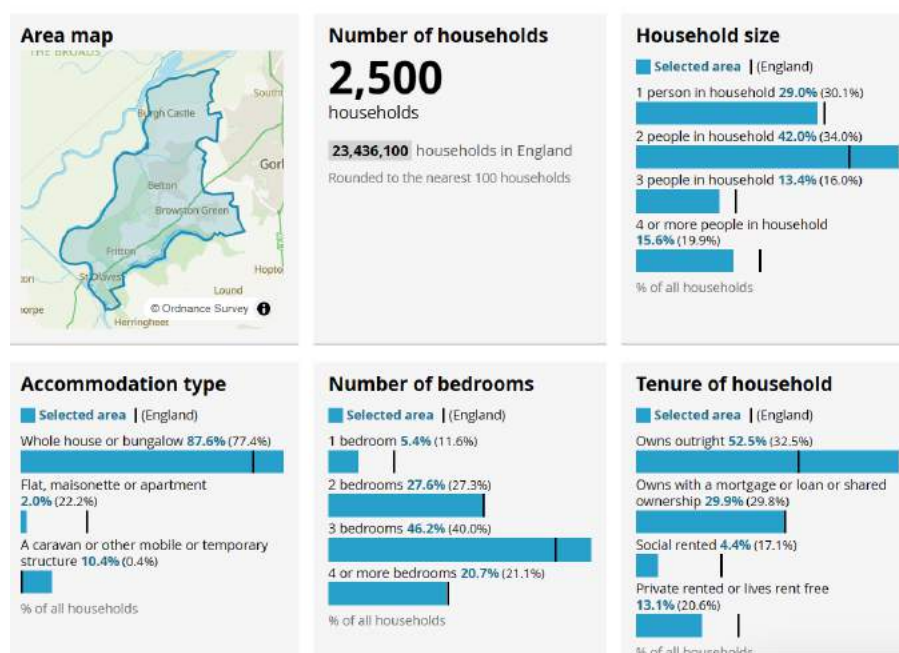 Area map
THE BROADS
Burgh Castle
South
Gorl
Belton
Browston Green
Fritton
St Olaves
Hopto
Lound
© Ordnance Survey
Herringfleet
Number of households
2,500
households
23,436,100 households in England
Rounded to the nearest 100 households
Household size
Selected area (England)
1 person in household 29.0% (30.1%)
2 people in household 42.0% (34.0%)
3 people in household 13.4% (16.0%)
4 or more people in household
15.6% (19.9%)
% of all households
Accommodation type
Selected area (England)
Whole house or bungalow 87.6% (77.4%)
Flat, maisonette or apartment
2.0% (22.2%)
A caravan or other mobile or temporary
structure 10.4% (0.4%)
% of all households
Number of bedrooms
Selected area (England)
1 bedroom 5.4% (11.6%)
2 bedrooms 27.6% (27.3%)
3 bedrooms 46.2% (40.0%)
4 or more bedrooms 20.7% (21.1%)
% of all households
Tenure of household
Selected area (England)
Owns outright 52.5% (32.5%)
Owns with a mortgage or loan or shared
ownership 29.9% (29.8%)
Social rented 4.4% (17.1%)
Private rented or lives rent free
13.1% (20.6%)
% of all households